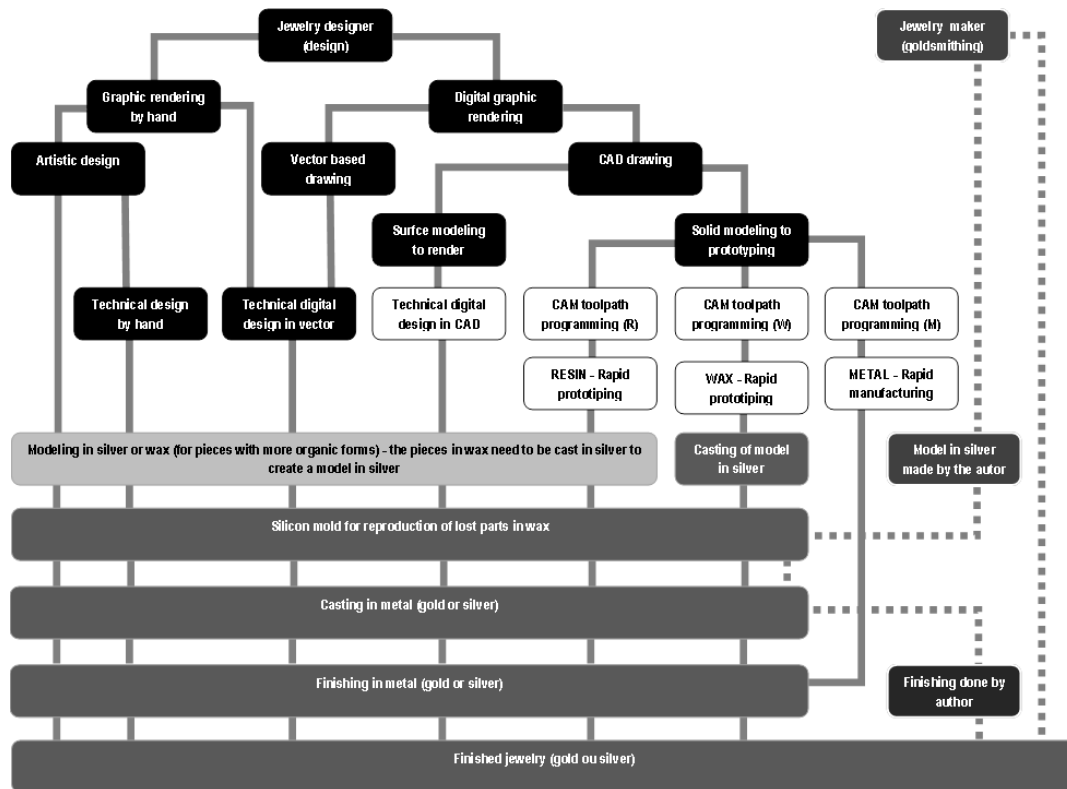 Jewelry designer
(design)
Jewelry maker
(goldsmithing)
Graphic rendering
by hand
Digital graphic
rendering
Artistic design
Vector based
drawing
CAD drawing
Surfce modeling
to render
Solid modeling to
prototyping
Technical design
by hand
Technical digital
design in vector
Technical digital
design in CAD
CAM toolpath
programming (R)
CAM toolpath
programming (W)
CAM toolpath
programming (M)
RESIN - Rapid
prototiping
WAX - Rapid
prototiping
METAL - Rapid
manufacturing
Modeling in silver or wax (for pieces with more organic forms) - the pieces in wax need to be cast in silver to
create a model in silver
Casting of model
in silver
Model in silver
made by the autor
Silicon mold for reproduction of lost parts in wax
Casting in metal (gold or silver)
Finishing in metal (gold or silver)
Finishing done by
author
Finished jewelry (gold ou silver)